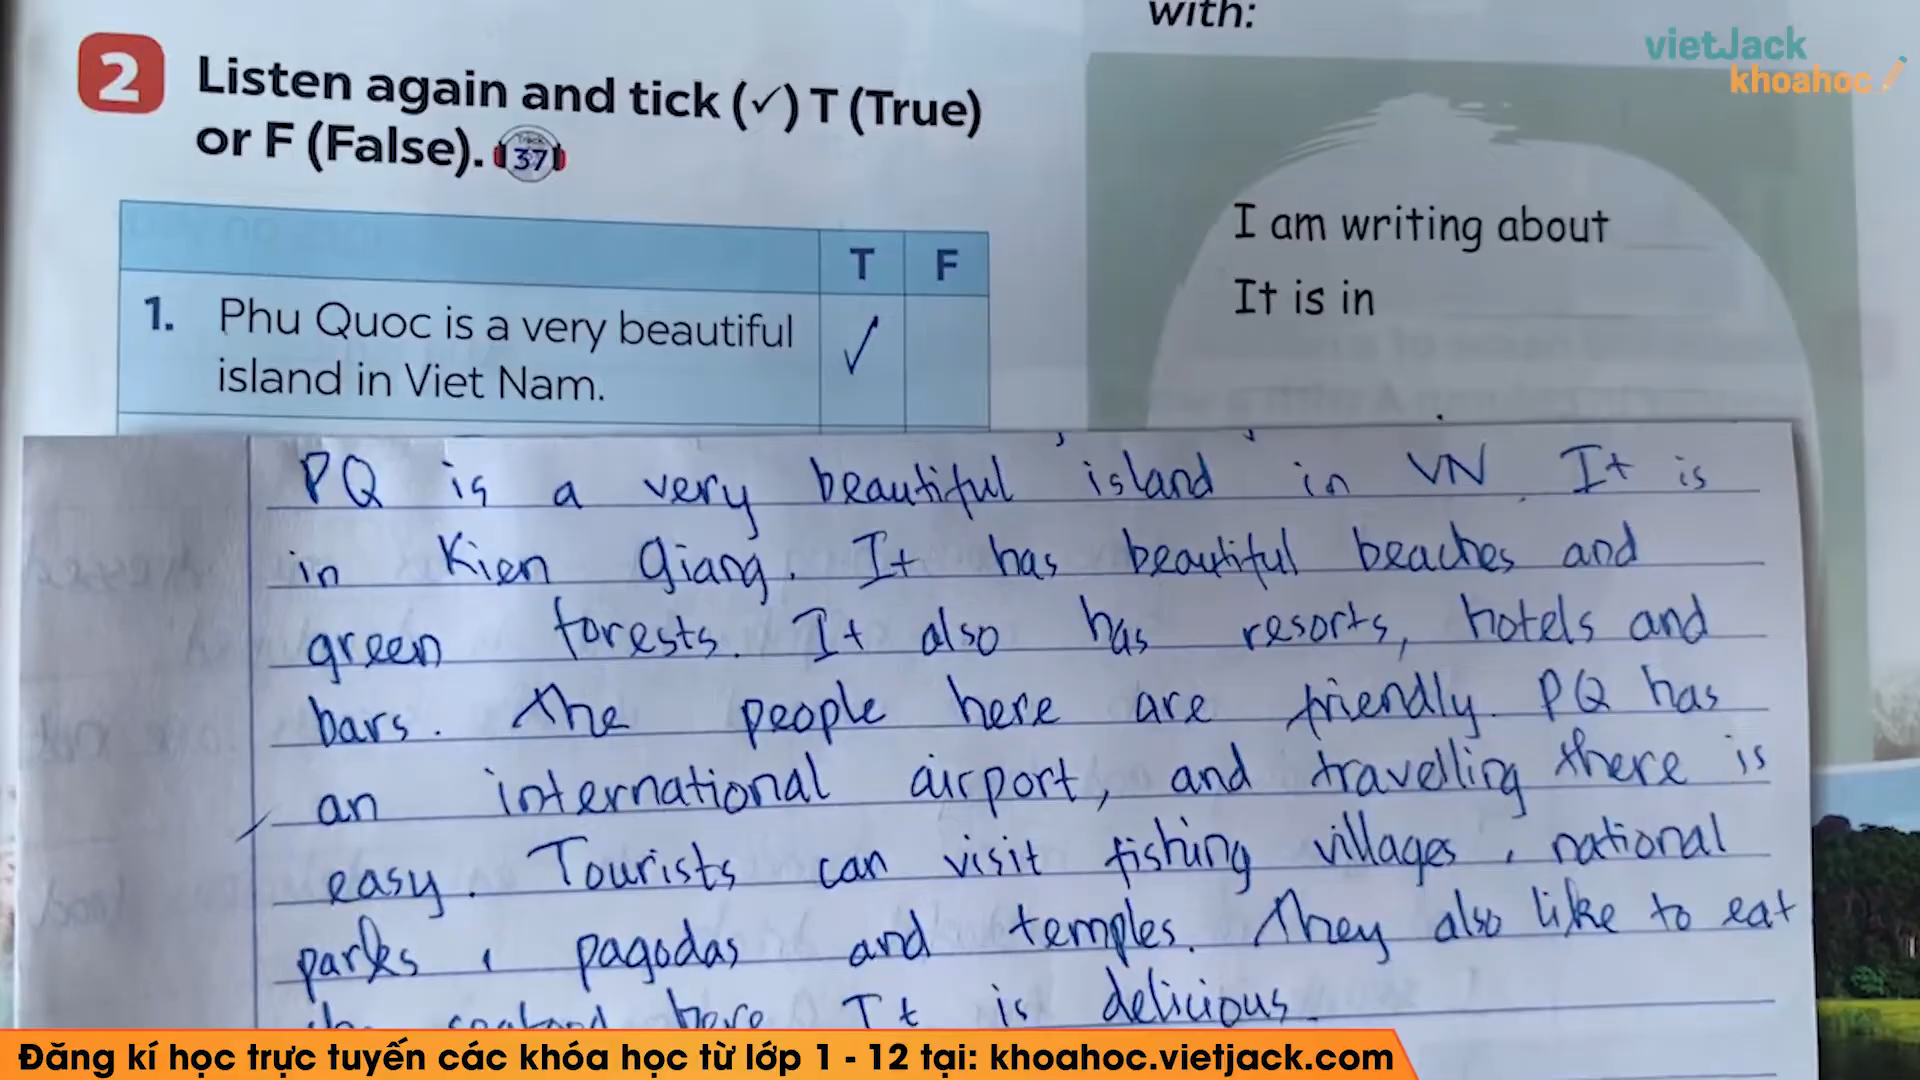 with:
vietJack
khoahoc
2 Listen again and tick (✓) T (True)
or F (False).
Track
37
T F
1. Phu Quoc is a very beautiful ✓
island in Viet Nam.
I am writing about
It is in
PQ is a very beautiful island in VN. It is
in Kien Giang. It has beautiful beaches and
green forests. It also has resorts, hotels and
bars. The people here are friendly. PQ has
an international airport, and travelling there is
easy. Tourists can visit fishing villages, national
parks, pagodas and temples. They also like to eat
the seafood here It is delicious.
Đăng kí học trực tuyến các khóa học từ lớp 1 - 12 tại: khoahoc.vietjack.com